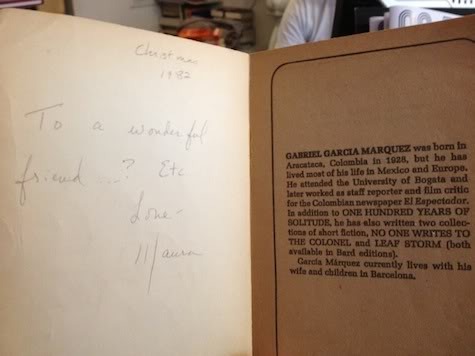 Christmas
1982
To a wonderful
friend ...? Etc
Love-
GABRIEL GARCIA MARQUEZ was born in
Aracataca, Colombia in 1928, but he has
lived most of his life in Mexico and Europe.
He attended the University of Bogata and
later worked as staff reporter and film critic
for the Colombian newspaper El Espectador.
In addition to ONE HUNDRED YEARS OF
SOLITUDE, he has also written two collec-
tions of short fiction, NO ONE WRITES TO
THE COLONEL and LEAF STORM (both
available in Bard editions).
García Márquez currently lives with his
wife and children in Barcelona.